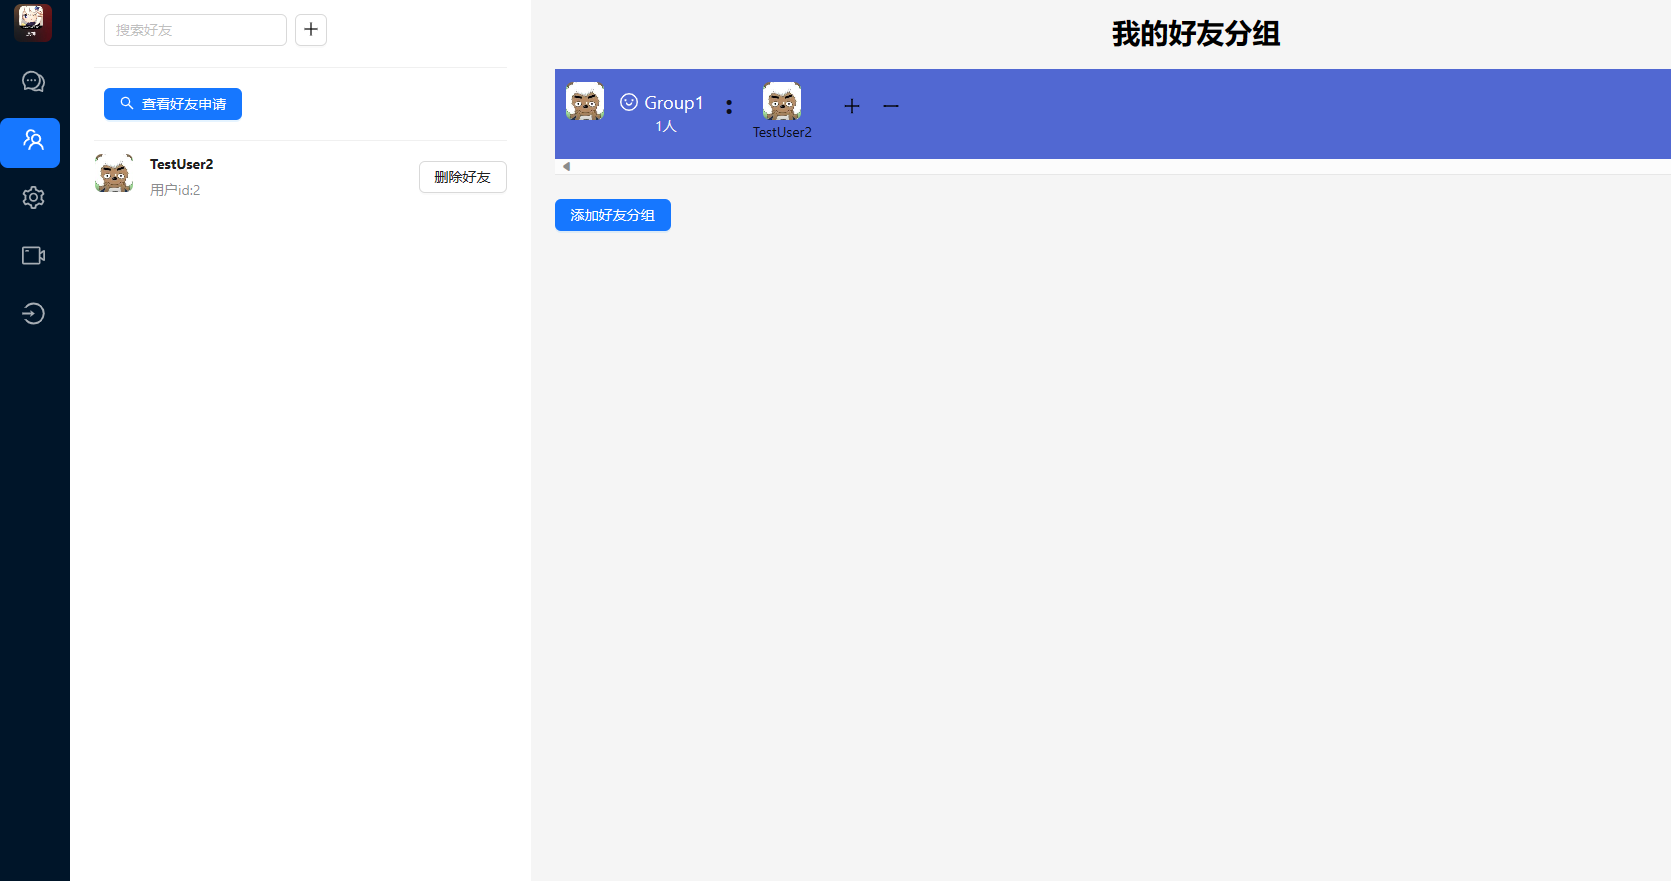 搜索好友
查看好友申请
TestUser2
用户id:2
删除好友
我的好友分组
Group1
1人
:
TestUser2
添加好友分组